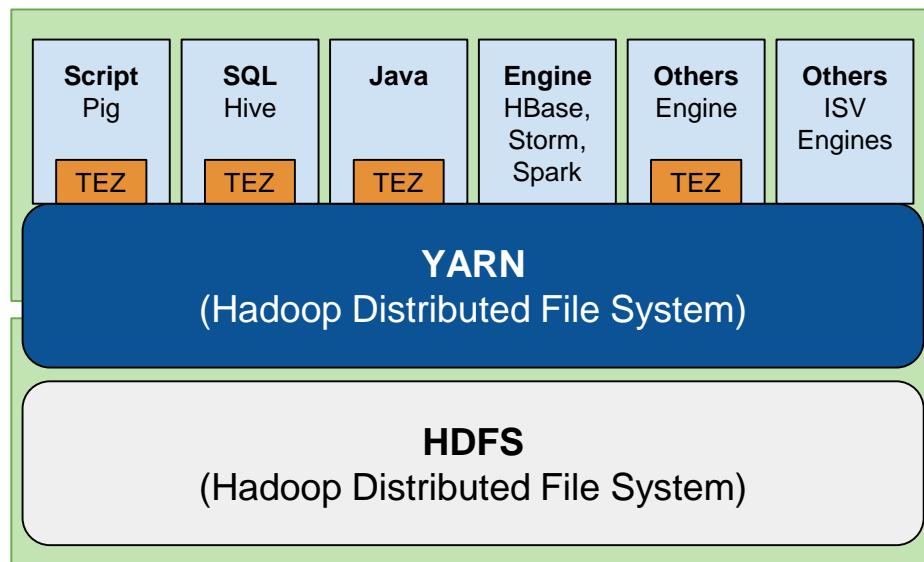 Script
Pig
TEZ
SQL
Hive
TEZ
Java
TEZ
Engine
HBase,
Storm,
Spark
Others
Engine
TEZ
Others
ISV
Engines
YARN
(Hadoop Distributed File System)
HDFS
(Hadoop Distributed File System)